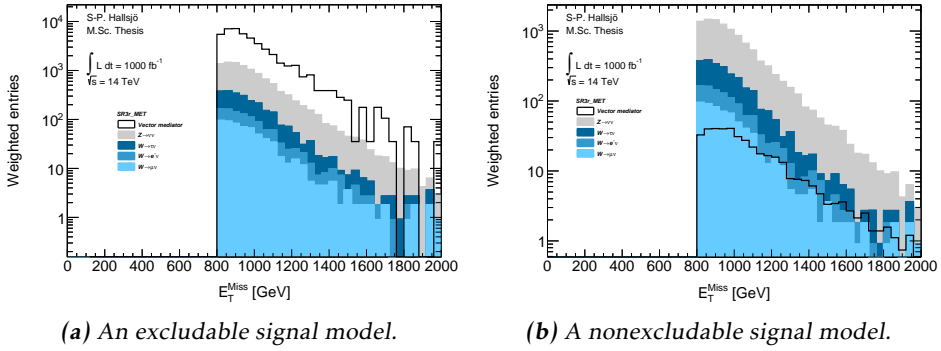 S-P. Hallsjö
M.Sc. Thesis
∫ L dt = 1000 fb⁻¹
√s = 14 TeV
SR3r_MET
Vector mediator
Z→νν
W→τν
W→e⁺ν
W→μν
Weighted entries
10⁴
10³
10²
10
1
0 200 400 600 800 1000 1200 1400 1600 1800 2000
E_T^Miss [GeV]
(a) An excludable signal model.
S-P. Hallsjö
M.Sc. Thesis
∫ L dt = 1000 fb⁻¹
√s = 14 TeV
SR3r_MET
Vector mediator
Z→νν
W→τν
W→e⁺ν
W→μν
Weighted entries
10³
10²
10
1
0 200 400 600 800 1000 1200 1400 1600 1800 2000
E_T^Miss [GeV]
(b) A nonexcludable signal model.